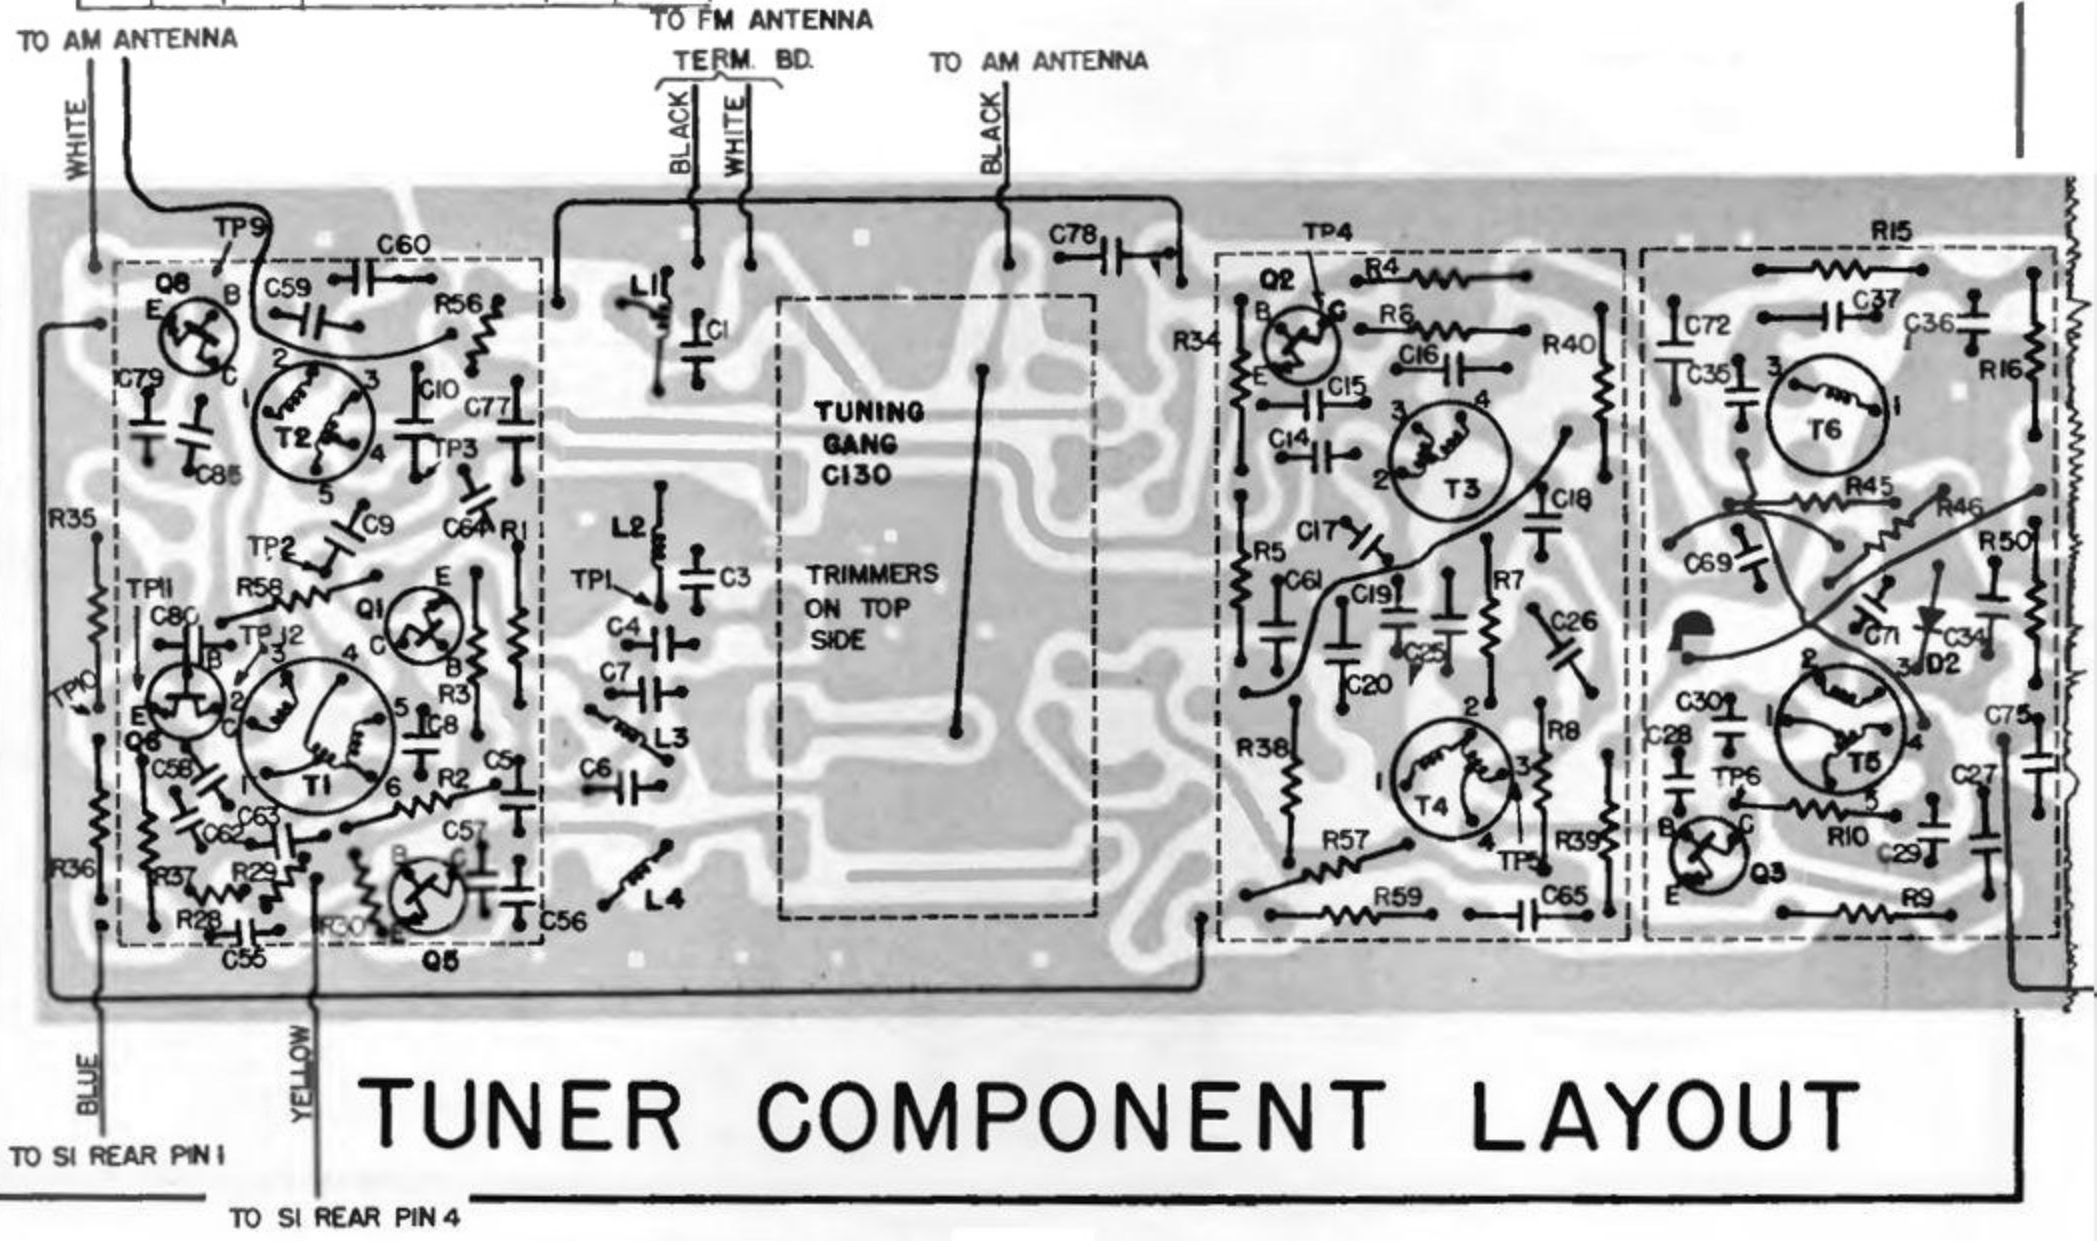 TO AM ANTENNA
TO FM ANTENNA
TERM. BD.
TO AM ANTENNA
WHITE
BLACK
WHITE
BLACK
TP9
C60
C78
TP4
R15
Q8
B
E
C
C59
R56
L1
C1
Q2
B
E
R4
R6
R34
C16
R40
C72
C37
C36
C35
R16
C79
C85
2
1
3
4
5
T2
C10
C77
TP3
TUNING
GANG
C130
C15
C14
3
4
2
T3
3
1
T6
R35
TP2
C9
C64
R1
L2
C17
C18
R45
R46
TP11
R58
TP1
C3
TRIMMERS
ON TOP
SIDE
R5
C61
C19
R7
C69
R50
C80
TP12
Q1
E
C
B
C4
C25
C26
C71
C34
D2
TP10
B
E
C
Q6
3
4
2
5
1
6
T1
R3
C8
C7
L3
C20
2
3
1
4
T5
5
C30
C28
C75
C58
R2
C5
C6
R38
2
1
3
4
T4
R8
TP6
C27
C62
C63
C57
R57
TP5
R39
B
C
E
Q3
R10
C29
R36
R37
R29
R28
R30
B
C
E
Q5
C56
L4
R59
C65
R9
C55
BLUE
YELLOW
TUNER COMPONENT LAYOUT
TO S1 REAR PIN 1
TO S1 REAR PIN 4